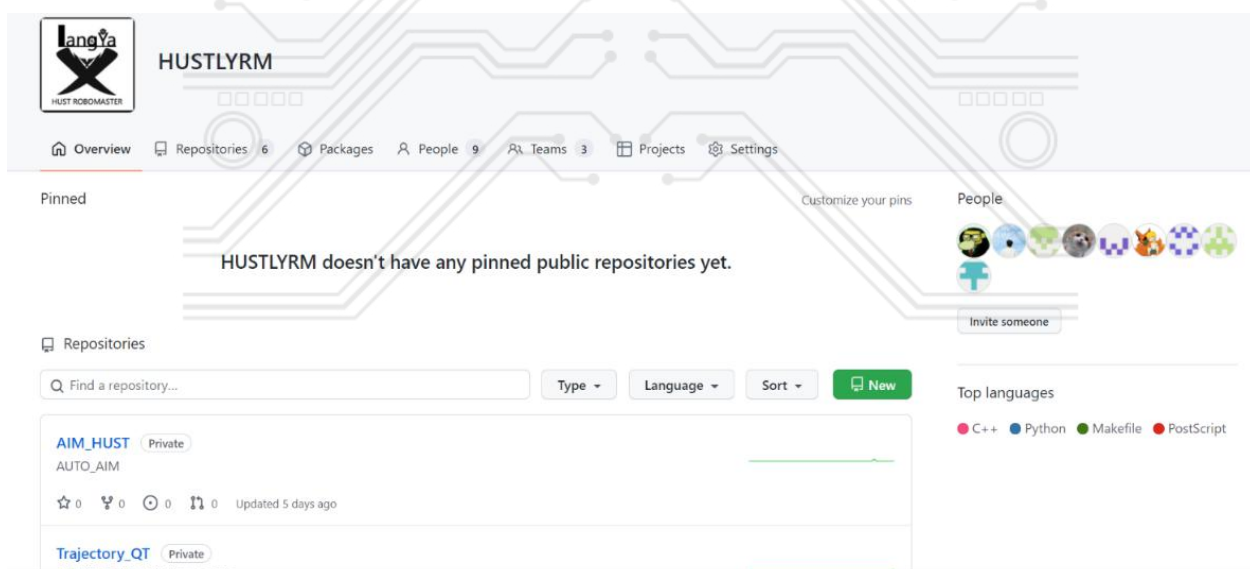 LangYa
HUST ROBOMASTER
HUSTLYRM
Overview Repositories 6 Packages People 9 Teams 3 Projects Settings
Pinned
Customize your pins
HUSTLYRM doesn't have any pinned public repositories yet.
Repositories
Find a repository...
Type Language Sort New
AIM_HUST Private
AUTO_AIM
0 0 0 0 Updated 5 days ago
Trajectory_QT Private
People
Invite someone
Top languages
C++ Python Makefile PostScript